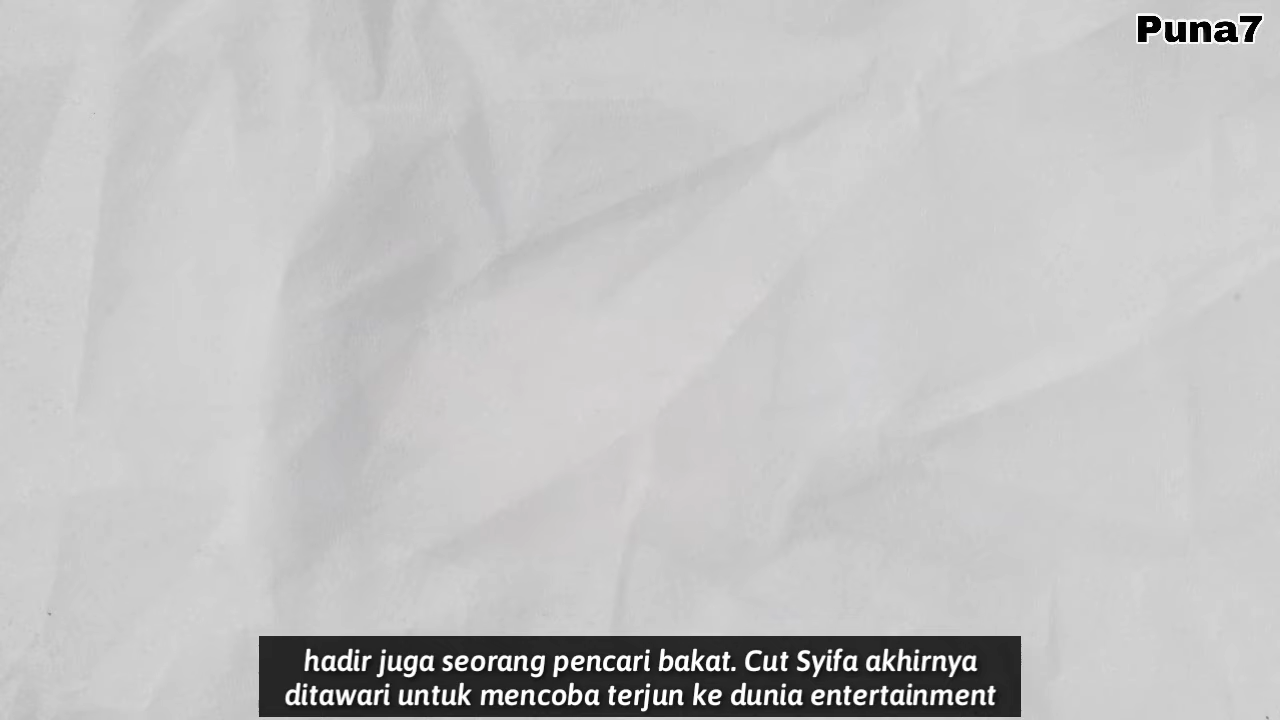 Puna7
hadir juga seorang pencari bakat. Cut Syifa akhirnya
ditawari untuk mencoba terjun ke dunia entertainment